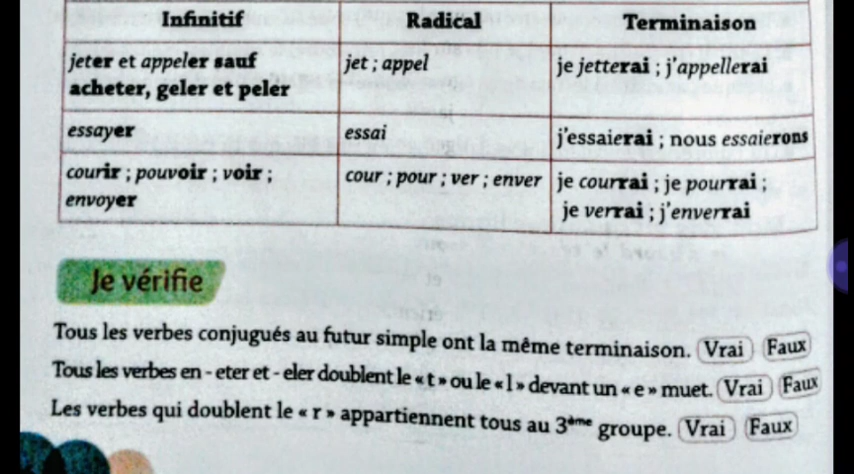 Infinitif Radical Terminaison
jeter et appeler sauf jet ; appel je jetterai ; j'appellerai
acheter, geler et peler
essayer essai j'essaierai ; nous essaierons
courir ; pouvoir ; voir ; cour ; pour ; ver ; enver je courrai ; je pourrai ;
envoyer je verrai ; j'enverrai
Je vérifie
Tous les verbes conjugués au futur simple ont la même terminaison. Vrai Faux
Tous les verbes en - eter et - eler doublent le « t » ou le « l » devant un « e » muet. Vrai Faux
Les verbes qui doublent le « r » appartiennent tous au 3ème groupe. Vrai Faux